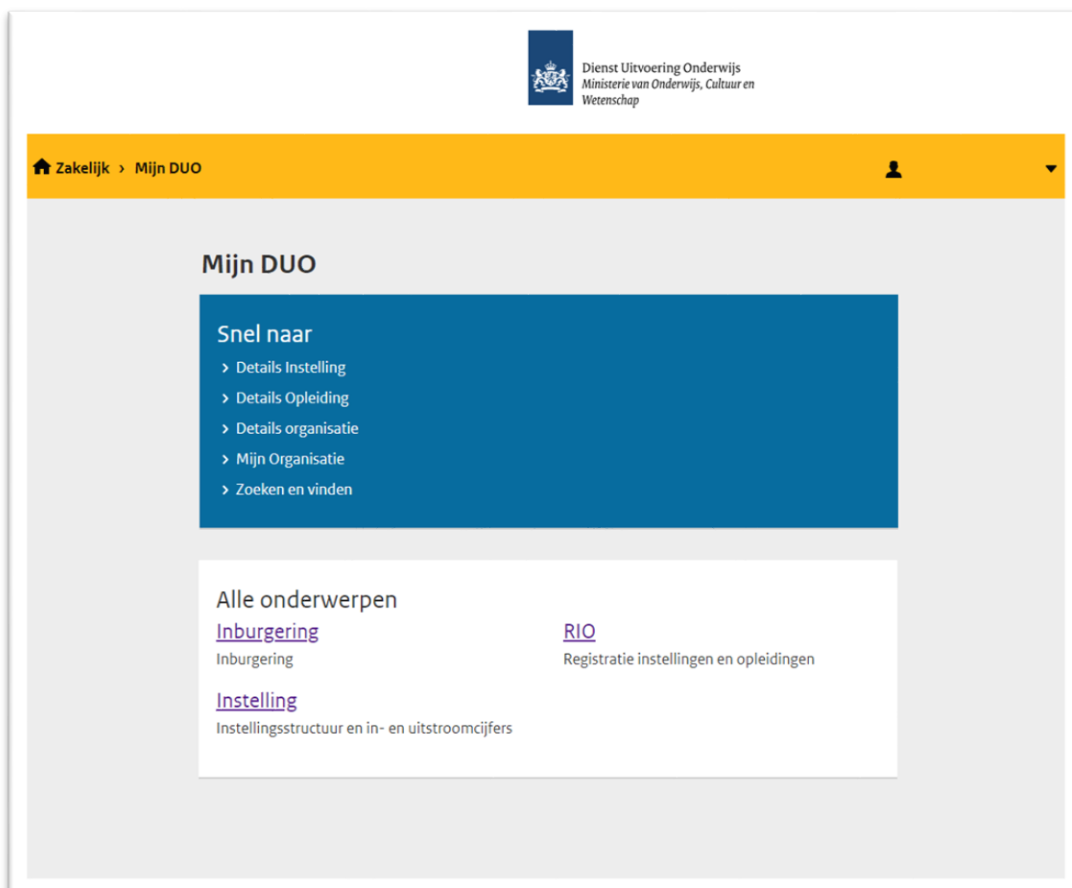 Dienst Uitvoering Onderwijs
Ministerie van Onderwijs, Cultuur en
Wetenschap
Zakelijk › Mijn DUO
Mijn DUO
Snel naar
› Details Instelling
› Details Opleiding
› Details organisatie
› Mijn Organisatie
› Zoeken en vinden
Alle onderwerpen
Inburgering
Inburgering
RIO
Registratie instellingen en opleidingen
Instelling
Instellingsstructuur en in- en uitstroomcijfers